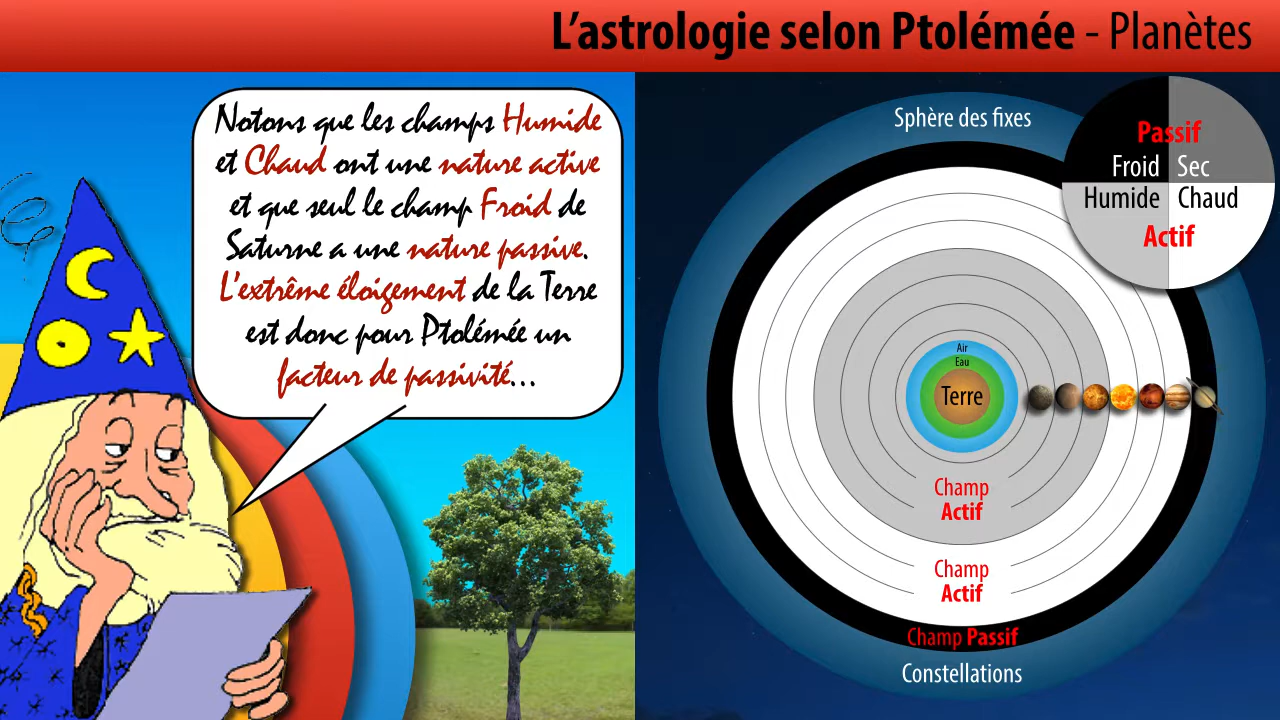 L'astrologie selon Ptolémée - Planètes
Notons que les champs Humide
et Chaud ont une nature active
et que seul le champ Froid de
Saturne a une nature passive.
L'extrême éloigement de la Terre
est donc pour Ptolémée un
facteur de passivité...
Sphère des fixes
Passif
Froid Sec
Humide Chaud
Actif
Air
Eau
Terre
Champ
Actif
Champ
Actif
Champ Passif
Constellations